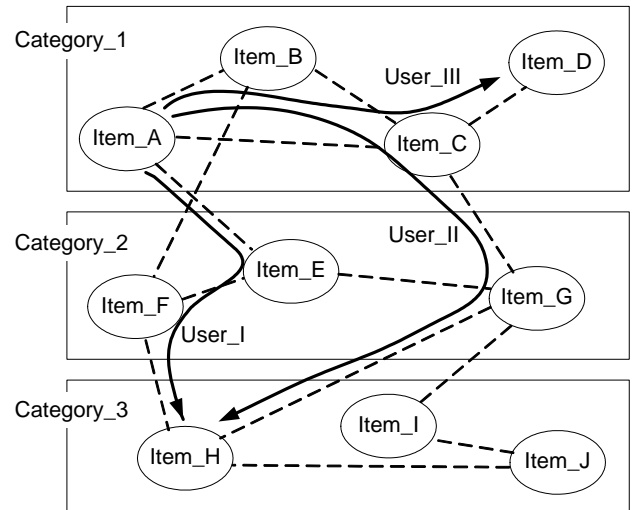 Category_1
Item_B
Item_D
User_III
Item_A
Item_C
Category_2
User_II
Item_E
Item_F
Item_G
User_I
Category_3
Item_I
Item_H
Item_J